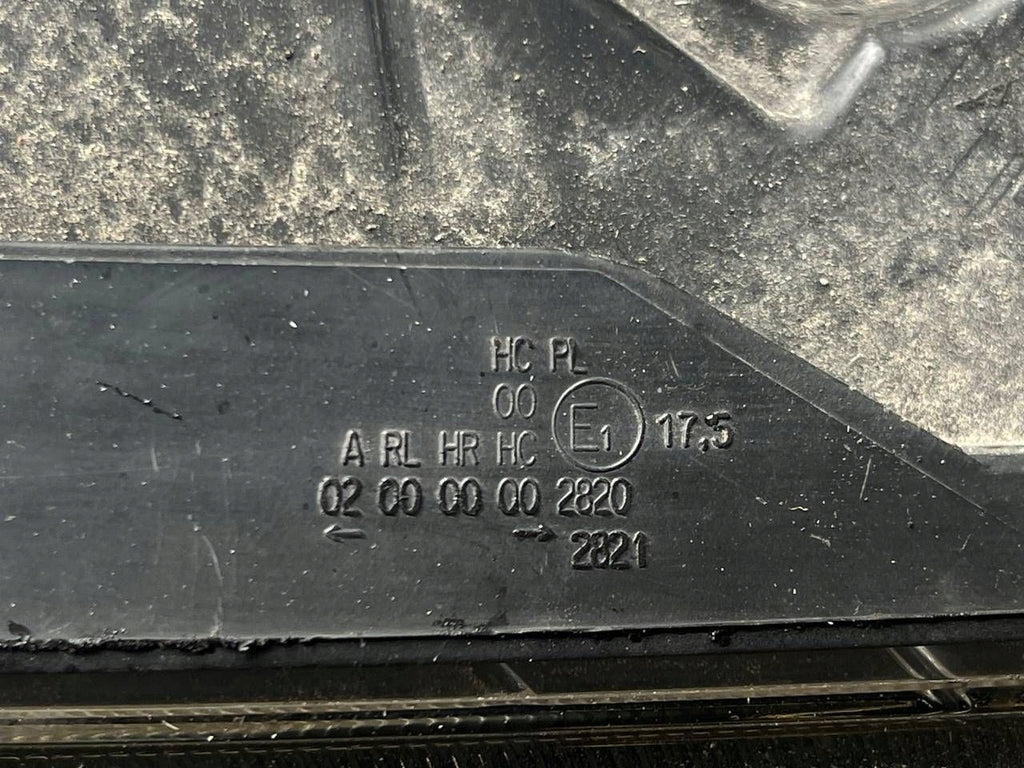 HC PL
00 E1 17,5
A RL HR HC
02 00 00 00 2820
← → 2821